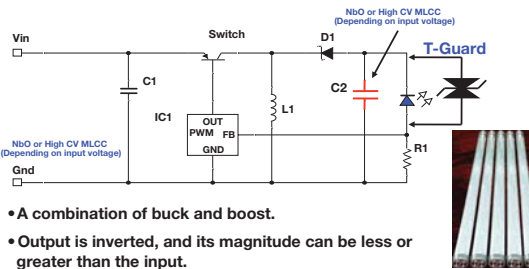 NbO or High CV MLCC
(Depending on input voltage)
Vin
Switch
D1
T-Guard
C1
C2
IC1
L1
OUT
PWM FB
GND
R1
NbO or High CV MLCC
(Depending on input voltage)
Gnd
•A combination of buck and boost.
•Output is inverted, and its magnitude can be less or
greater than the input.